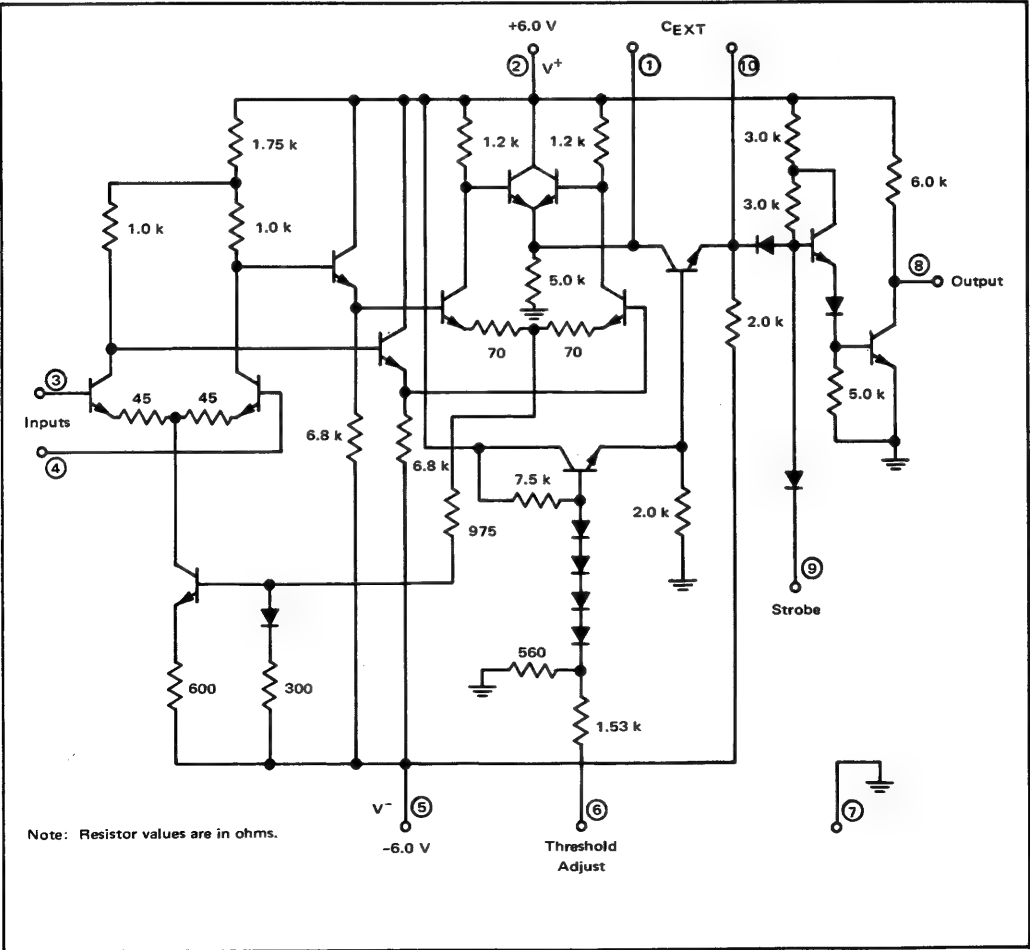 +6.0 V
CEXT
2 V+
1
10
1.75 k
1.2 k
1.2 k
3.0 k
6.0 k
1.0 k
1.0 k
3.0 k
5.0 k
8
Output
2.0 k
70
70
3
45
45
5.0 k
Inputs
6.8 k
6.8 k
4
7.5 k
2.0 k
975
9
Strobe
560
600
300
1.53 k
V− 5
6
7
Note: Resistor values are in ohms.
−6.0 V
Threshold
Adjust